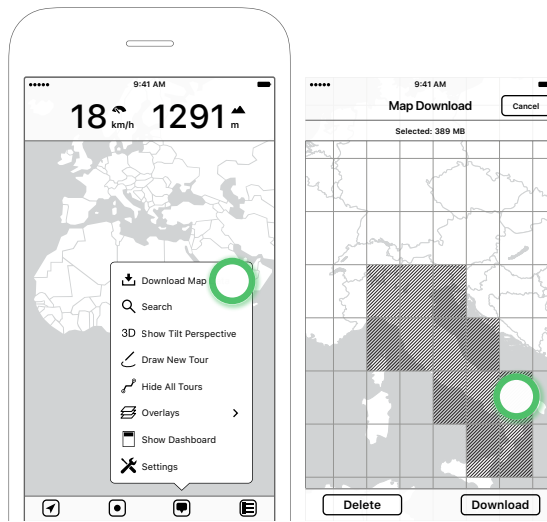 9:41 AM
18 km/h 1291 m
Download Map
Search
3D Show Tilt Perspective
Draw New Tour
Hide All Tours
Overlays
Show Dashboard
Settings
9:41 AM
Map Download
Cancel
Selected: 389 MB
Delete
Download